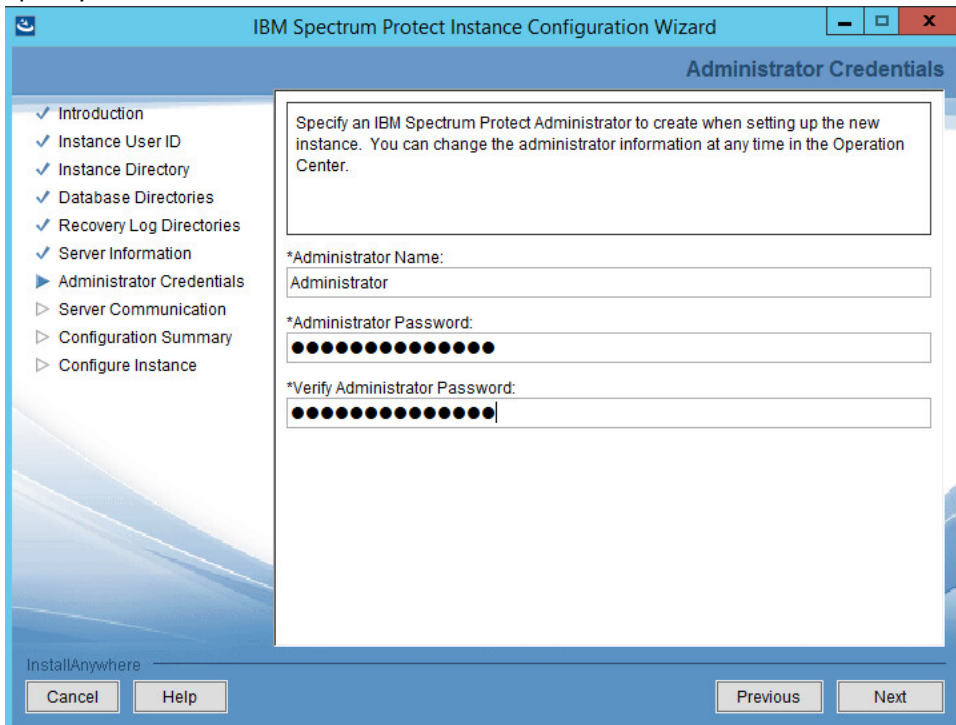 IBM Spectrum Protect Instance Configuration Wizard
Administrator Credentials
Introduction
Instance User ID
Instance Directory
Database Directories
Recovery Log Directories
Server Information
Administrator Credentials
Server Communication
Configuration Summary
Configure Instance
Specify an IBM Spectrum Protect Administrator to create when setting up the new
instance. You can change the administrator information at any time in the Operation
Center.
*Administrator Name:
Administrator
*Administrator Password:
●●●●●●●●●●●●●●
*Verify Administrator Password:
●●●●●●●●●●●●●●
InstallAnywhere
Cancel
Help
Previous
Next